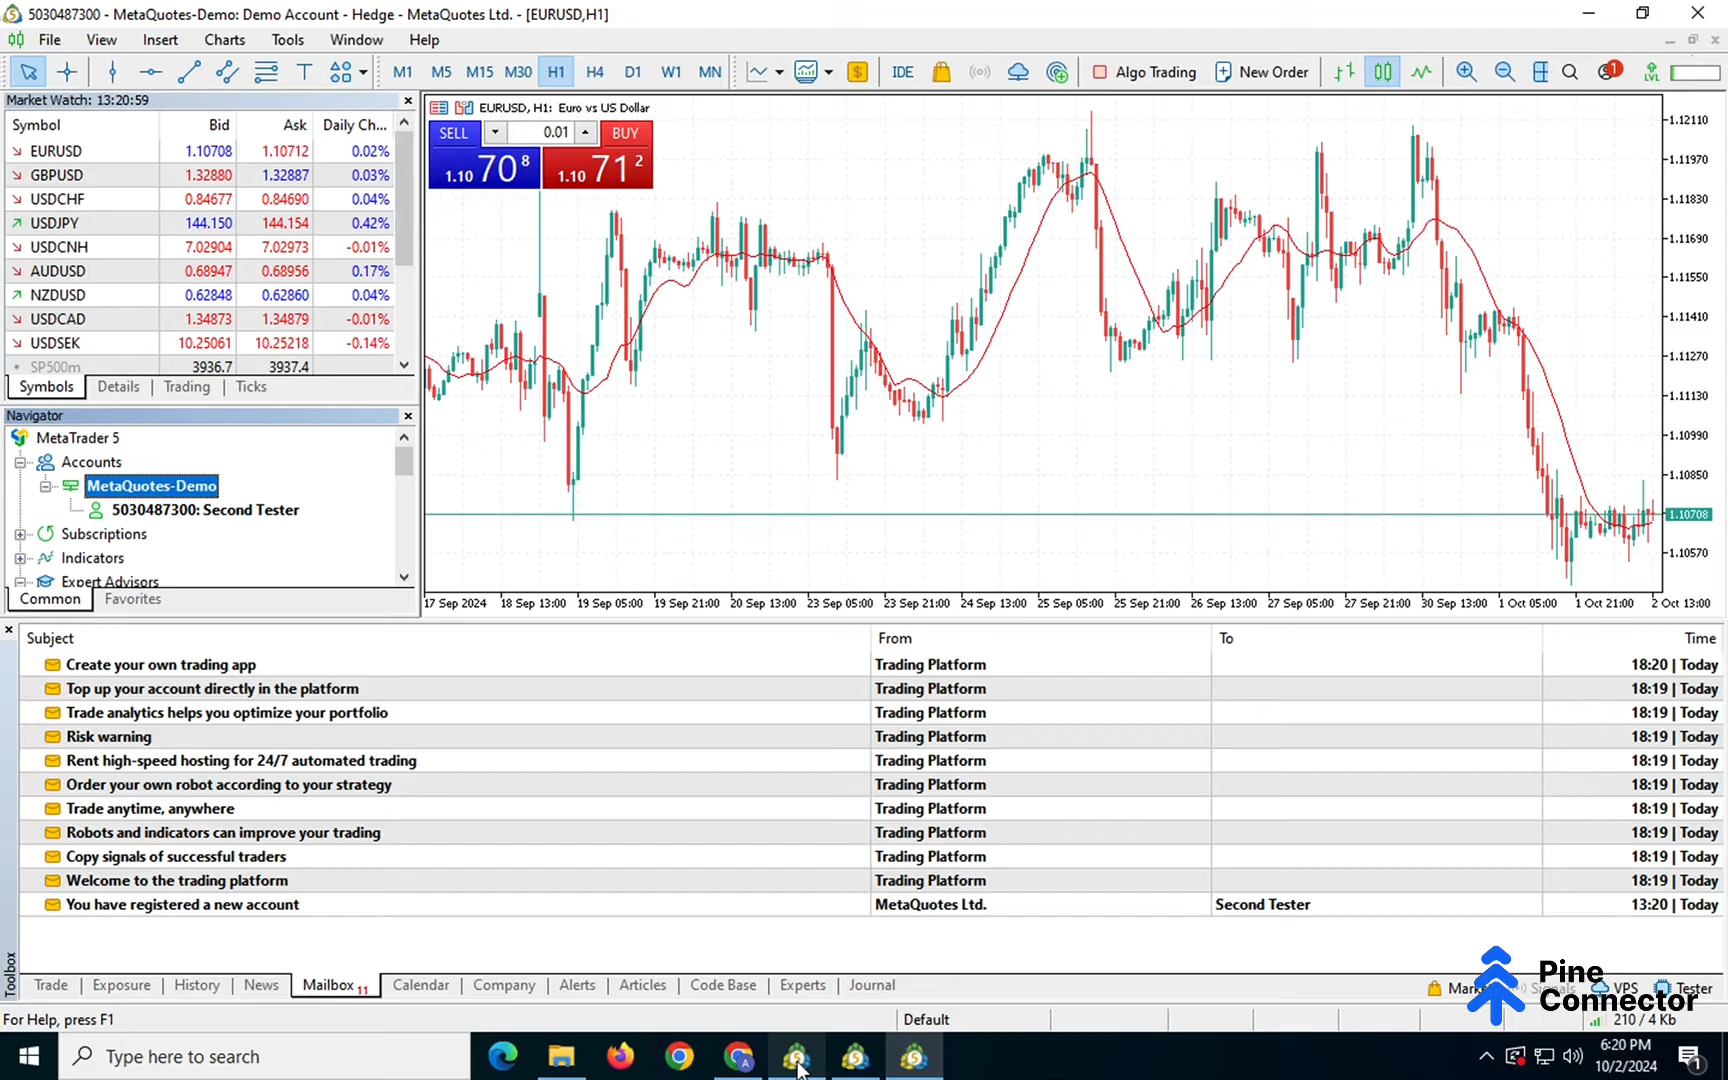 5030487300 - MetaQuotes-Demo: Demo Account - Hedge - MetaQuotes Ltd. - [EURUSD,H1]
File View Insert Charts Tools Window Help
M1 M5 M15 M30 H1 H4 D1 W1 MN IDE Algo Trading New Order 1 LVL
Market Watch: 13:20:59
Symbol Bid Ask Daily Ch...
EURUSD 1.10708 1.10712 0.02%
GBPUSD 1.32880 1.32887 0.03%
USDCHF 0.84677 0.84690 0.04%
USDJPY 144.150 144.154 0.42%
USDCNH 7.02904 7.02973 -0.01%
AUDUSD 0.68947 0.68956 0.17%
NZDUSD 0.62848 0.62860 0.04%
USDCAD 1.34873 1.34879 -0.01%
USDSEK 10.25061 10.25218 -0.14%
SP500m 3936.7 3937.4
Symbols Details Trading Ticks
Navigator
MetaTrader 5
Accounts
MetaQuotes-Demo
5030487300: Second Tester
Subscriptions
Indicators
Expert Advisors
Common Favorites
EURUSD, H1: Euro vs US Dollar
SELL 0.01 BUY
1.10 70 8 1.10 71 2
1.12110
1.11970
1.11830
1.11690
1.11550
1.11410
1.11270
1.11130
1.10990
1.10850
1.10708
1.10570
17 Sep 2024 18 Sep 13:00 19 Sep 05:00 19 Sep 21:00 20 Sep 13:00 23 Sep 05:00 23 Sep 21:00 24 Sep 13:00 25 Sep 05:00 25 Sep 21:00 26 Sep 13:00 27 Sep 05:00 27 Sep 21:00 30 Sep 13:00 1 Oct 05:00 1 Oct 21:00 2 Oct 13:00
Subject From To Time
Create your own trading app Trading Platform 18:20 | Today
Top up your account directly in the platform Trading Platform 18:19 | Today
Trade analytics helps you optimize your portfolio Trading Platform 18:19 | Today
Risk warning Trading Platform 18:19 | Today
Rent high-speed hosting for 24/7 automated trading Trading Platform 18:19 | Today
Order your own robot according to your strategy Trading Platform 18:19 | Today
Trade anytime, anywhere Trading Platform 18:19 | Today
Robots and indicators can improve your trading Trading Platform 18:19 | Today
Copy signals of successful traders Trading Platform 18:19 | Today
Welcome to the trading platform Trading Platform 18:19 | Today
You have registered a new account MetaQuotes Ltd. Second Tester 13:20 | Today
Toolbox
Trade Exposure History News Mailbox 11 Calendar Company Alerts Articles Code Base Experts Journal
VPS Tester
Pine
Connector
For Help, press F1 Default 210 / 4 Kb
Type here to search
A
6:20 PM
10/2/2024
1